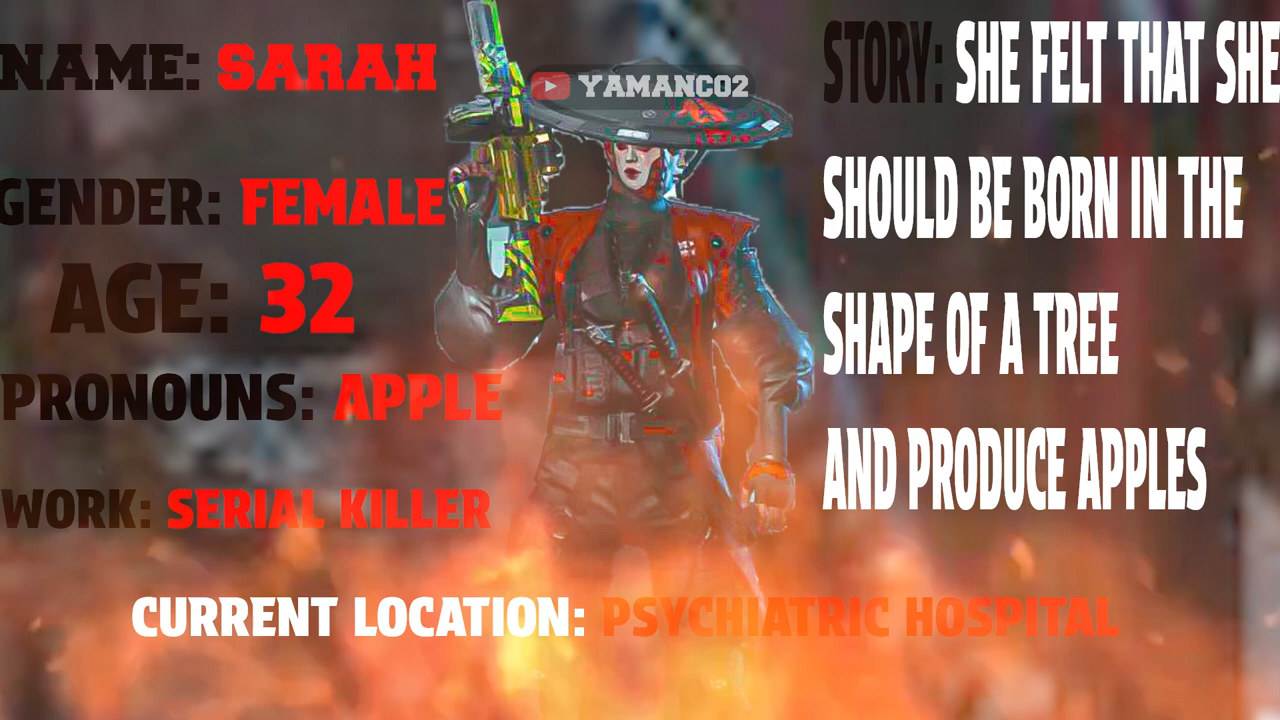 NAME: SARAH
GENDER: FEMALE
AGE: 32
PRONOUNS: APPLE
WORK: SERIAL KILLER
YAMANC02
STORY: SHE FELT THAT SHE
SHOULD BE BORN IN THE
SHAPE OF A TREE
AND PRODUCE APPLES
CURRENT LOCATION: PSYCHIATRIC HOSPITAL